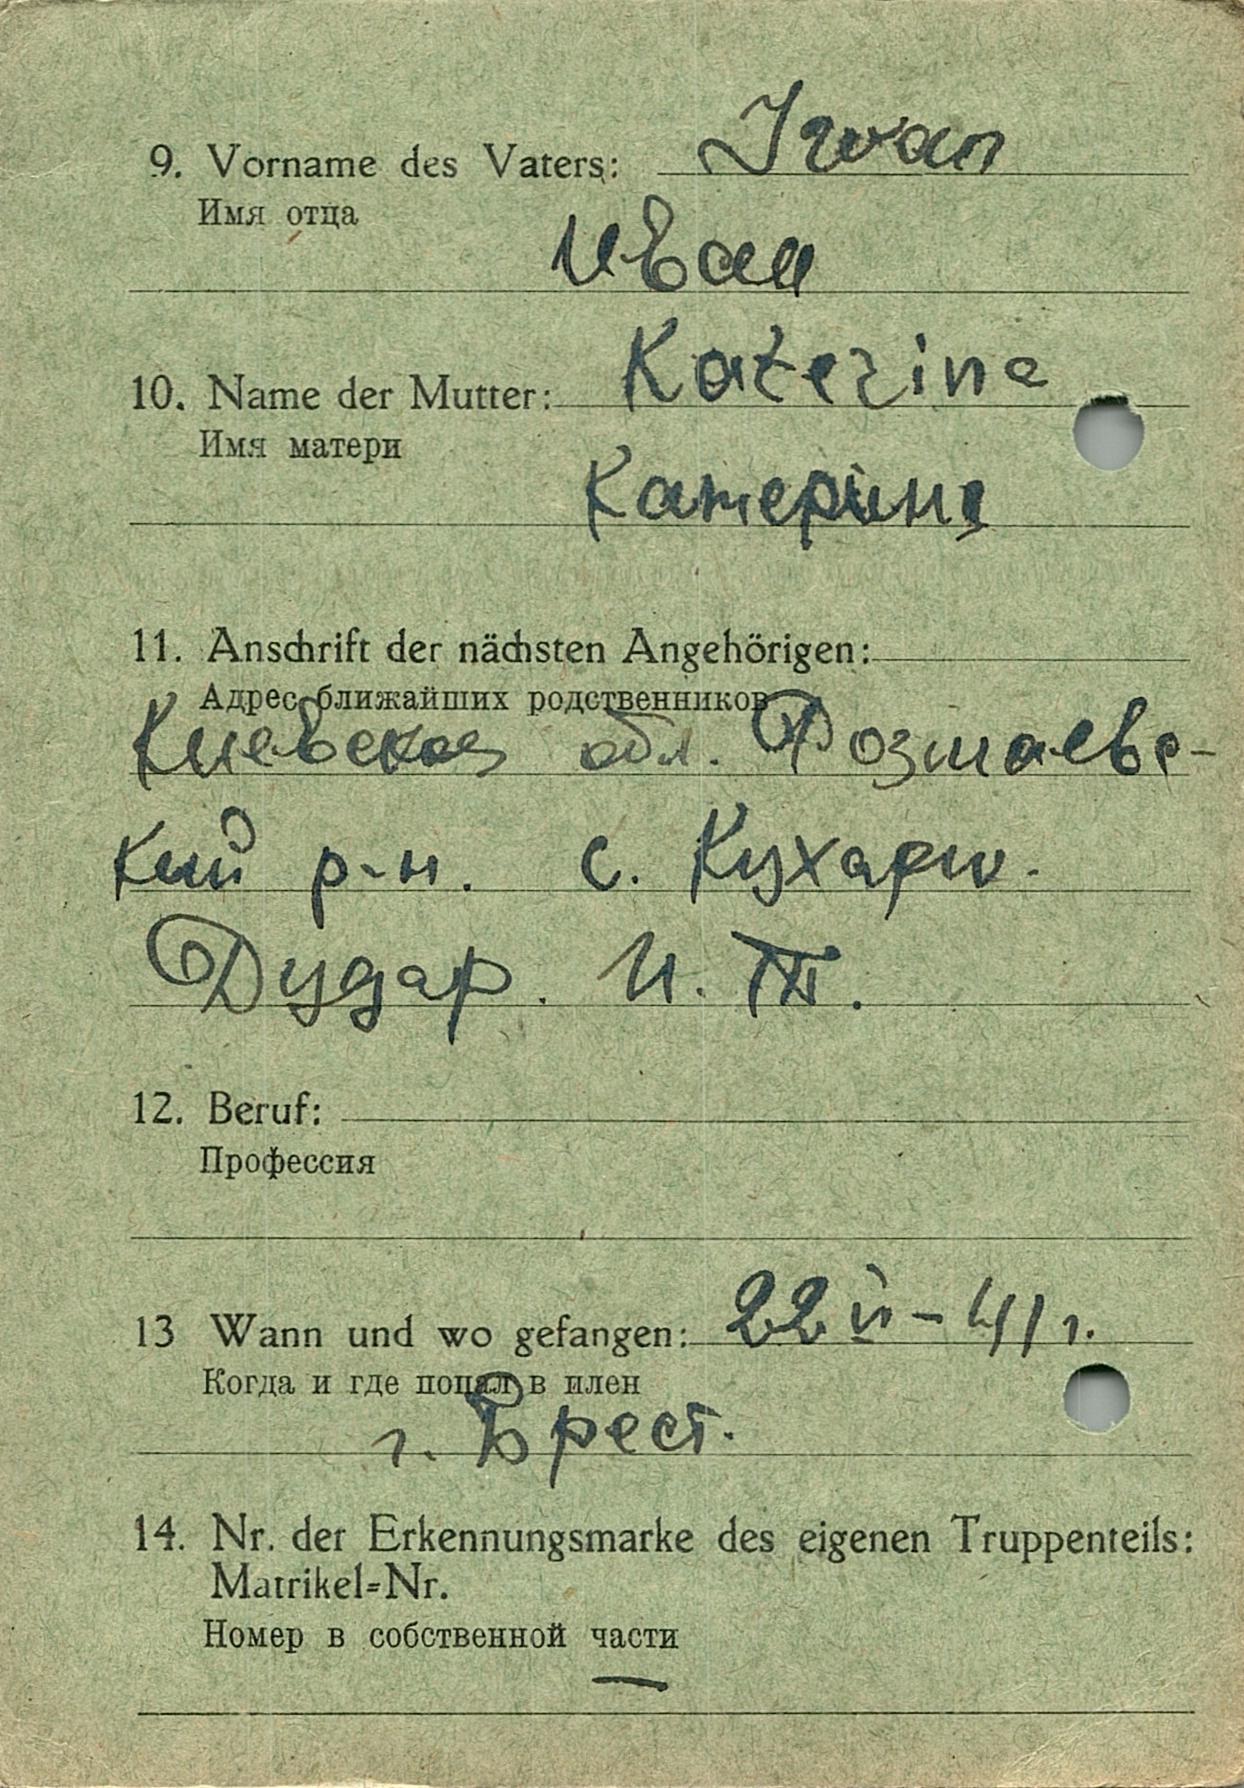 9. Vorname des Vaters: Iwan
Имя отца
Иван
10. Name der Mutter: Katerina
Имя матери
Катерина
11. Anschrift der nächsten Angehörigen:
Адрес ближайших родственников
Киевская обл. Розжаевс-
кий р-н. с. Кухари.
Дудар. И. Т.
12. Beruf:
Профессия
13 Wann und wo gefangen: 22 VI - 41 г.
Когда и где попал в плен
г. Брест.
14. Nr. der Erkennungsmarke des eigenen Truppenteils:
Matrikel=Nr.
Номер в собственной части
—